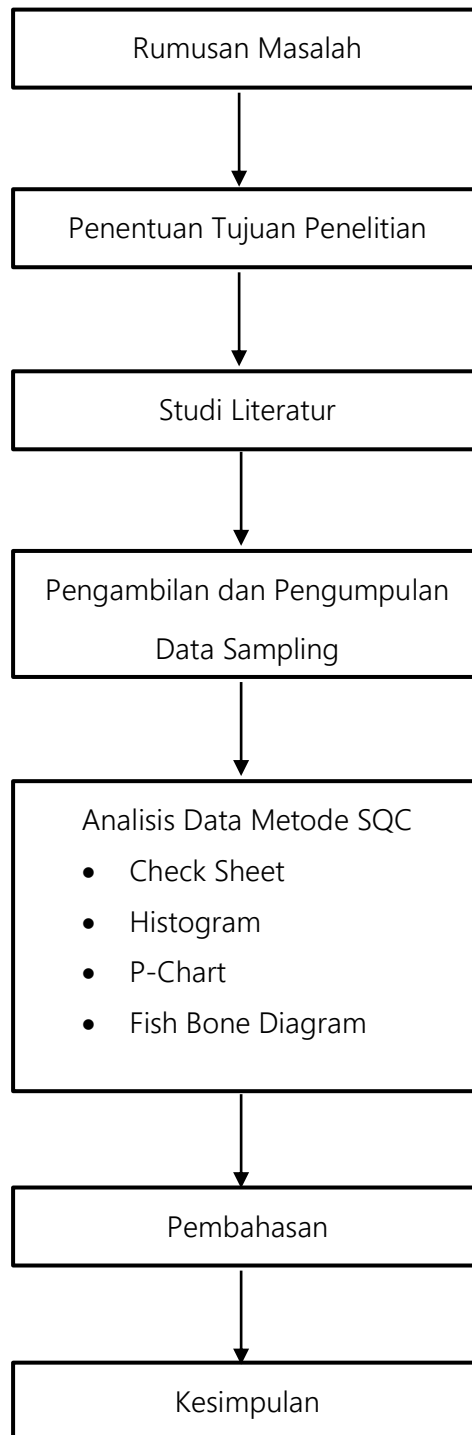 Rumusan Masalah
Penentuan Tujuan Penelitian
Studi Literatur
Pengambilan dan Pengumpulan
Data Sampling
Analisis Data Metode SQC
• Check Sheet
• Histogram
• P-Chart
• Fish Bone Diagram
Pembahasan
Kesimpulan